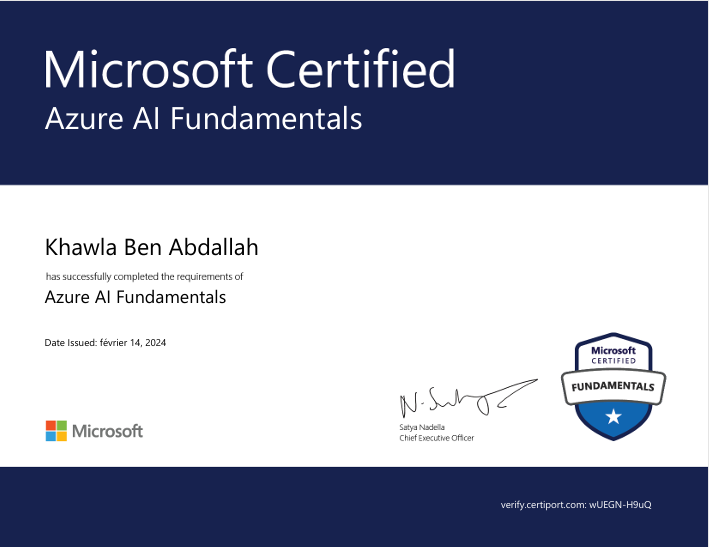 Microsoft Certified
Azure AI Fundamentals
Khawla Ben Abdallah
has successfully completed the requirements of
Azure AI Fundamentals
Date Issued: février 14, 2024
Microsoft
CERTIFIED
FUNDAMENTALS
N. Satya
Satya Nadella
Chief Executive Officer
Microsoft
verify.certiport.com: wUEGN-H9uQ